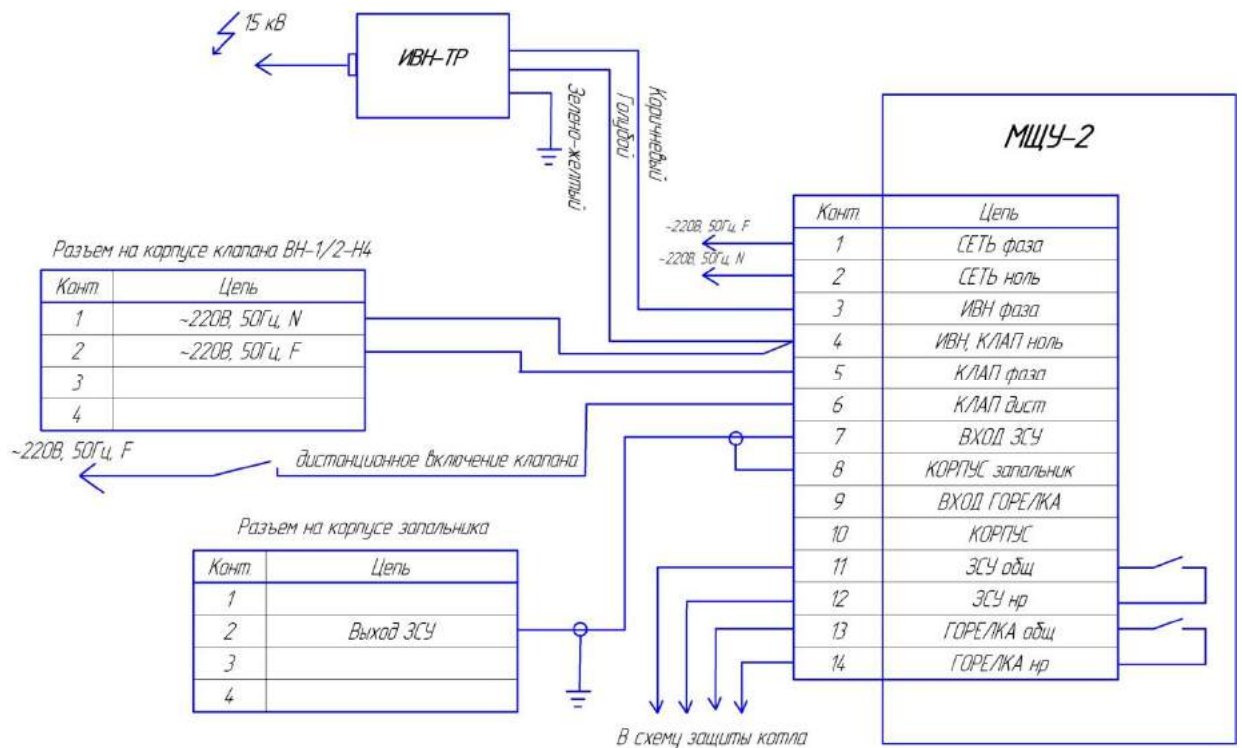 15 кВ
ИВН-ТР
Зелено-желтый
Голубой
Коричневый
МЩУ-2
Конт. Цепь
1 СЕТЬ фаза
2 СЕТЬ ноль
3 ИВН фаза
4 ИВН, КЛАП ноль
5 КЛАП фаза
6 КЛАП дист
7 ВХОД ЗСУ
8 КОРПУС запальник
9 ВХОД ГОРЕЛКА
10 КОРПУС
11 ЗСУ общ
12 ЗСУ нр
13 ГОРЕЛКА общ
14 ГОРЕЛКА нр
~220В, 50Гц, F
~220В, 50Гц, N
Разъем на корпусе клапана ВН-1/2-Н4
Конт. Цепь
1 ~220В, 50Гц, N
2 ~220В, 50Гц, F
3
4
~220В, 50Гц, F
дистанционное включение клапана
Разъем на корпусе запальника
Конт. Цепь
1
2 Выход ЗСУ
3
4
В схему защиты котла